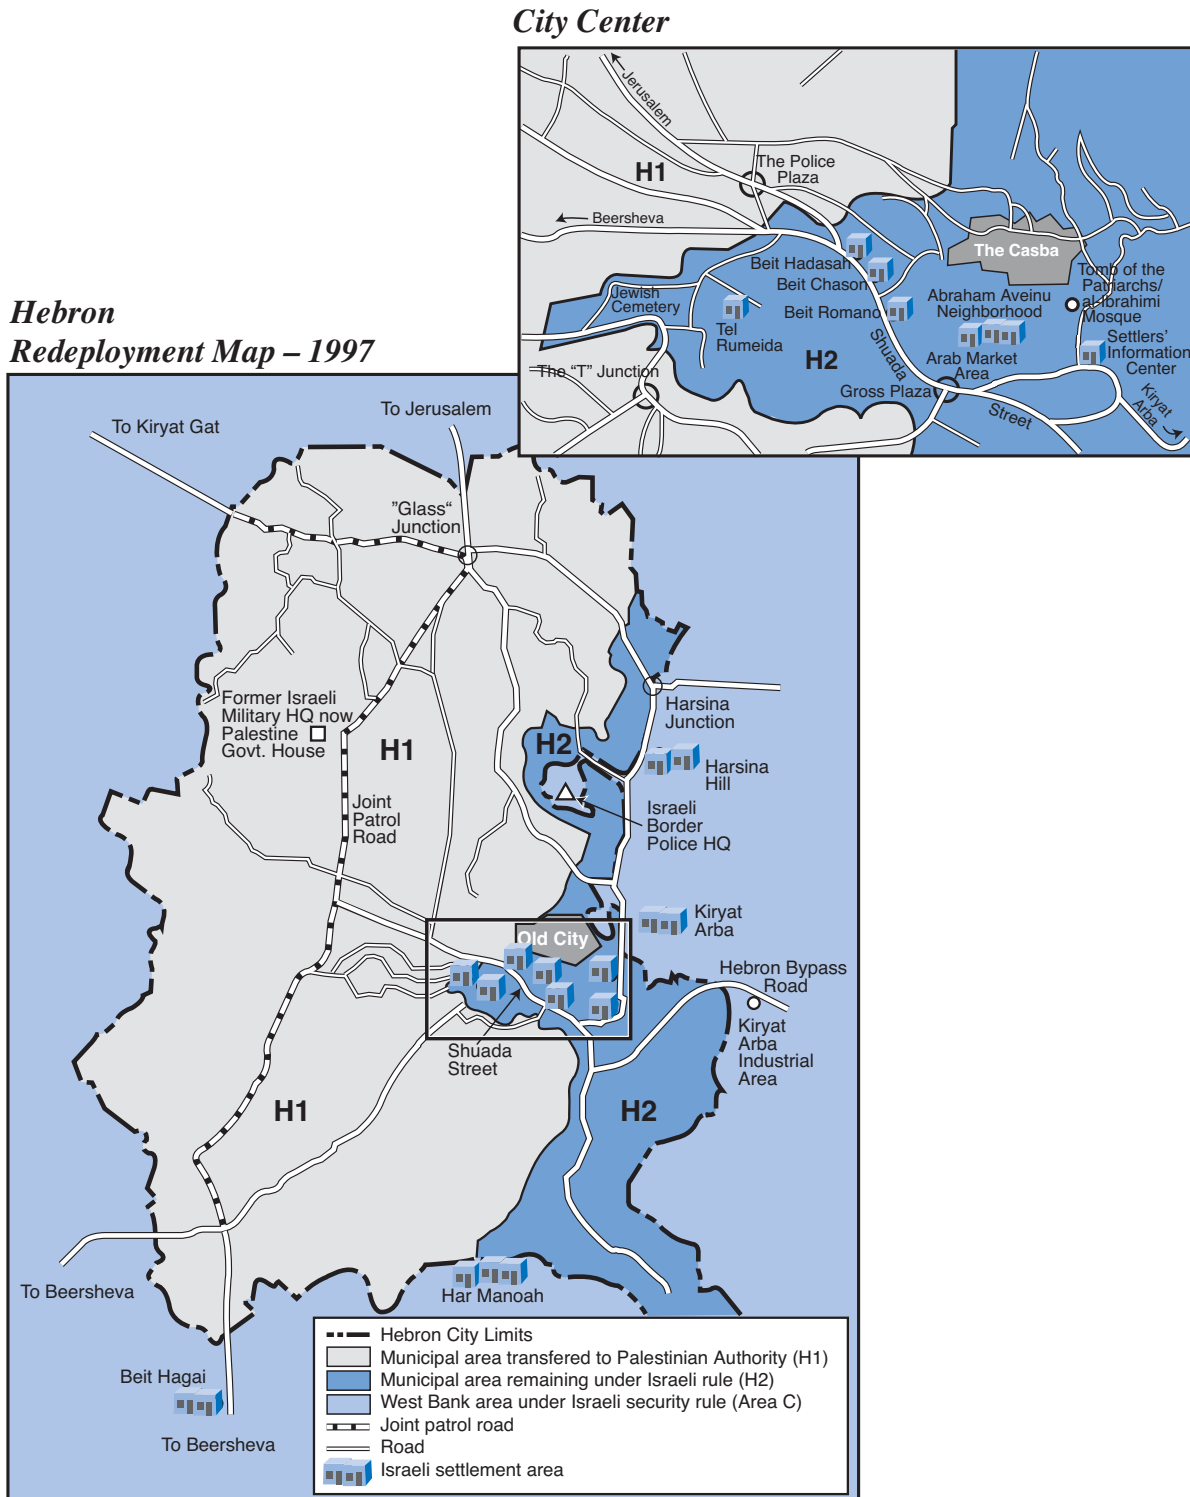 City Center
Jerusalem
H1
The Police
Plaza
Beersheva
The Casba
Beit Hadasah
Beit Chason
Tomb of the
Patriarchs/
al-Ibrahimi
Mosque
Jewish
Cemetery
Beit Romano
Abraham Aveinu
Neighborhood
Tel
Rumeida
H2
Shuada
Street
Arab Market
Area
Settlers'
Information
Center
The "T" Junction
Gross Plaza
Kiryat
Arba
Hebron
Redeployment Map – 1997
To Kiryat Gat
To Jerusalem
"Glass"
Junction
Former Israeli
Military HQ now
Palestine
Govt. House
H1
H2
Harsina
Junction
Harsina
Hill
Joint
Patrol
Road
Israeli
Border
Police HQ
Kiryat
Arba
Old City
Hebron Bypass
Road
Kiryat
Arba
Industrial
Area
Shuada
Street
H1
H2
To Beersheva
Har Manoah
Beit Hagai
To Beersheva
Hebron City Limits
Municipal area transfered to Palestinian Authority (H1)
Municipal area remaining under Israeli rule (H2)
West Bank area under Israeli security rule (Area C)
Joint patrol road
Road
Israeli settlement area